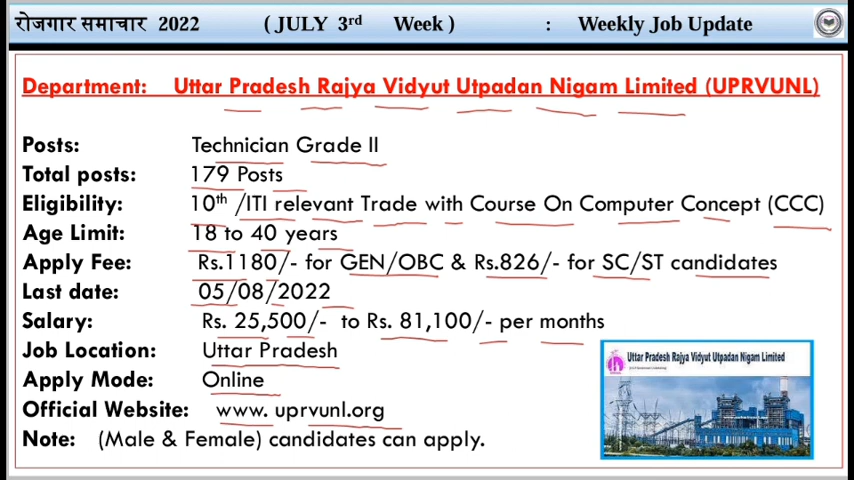 रोजगार समाचार 2022 ( JULY 3rd Week ) : Weekly Job Update
Department: Uttar Pradesh Rajya Vidyut Utpadan Nigam Limited (UPRVUNL)
Posts: Technician Grade II
Total posts: 179 Posts
Eligibility: 10th /ITI relevant Trade with Course On Computer Concept (CCC)
Age Limit: 18 to 40 years
Apply Fee: Rs.1180/- for GEN/OBC & Rs.826/- for SC/ST candidates
Last date: 05/08/2022
Salary: Rs. 25,500/- to Rs. 81,100/- per months
Job Location: Uttar Pradesh
Apply Mode: Online
Official Website: www. uprvunl.org
Note: (Male & Female) candidates can apply.
Uttar Pradesh Rajya Vidyut Utpadan Nigam Limited